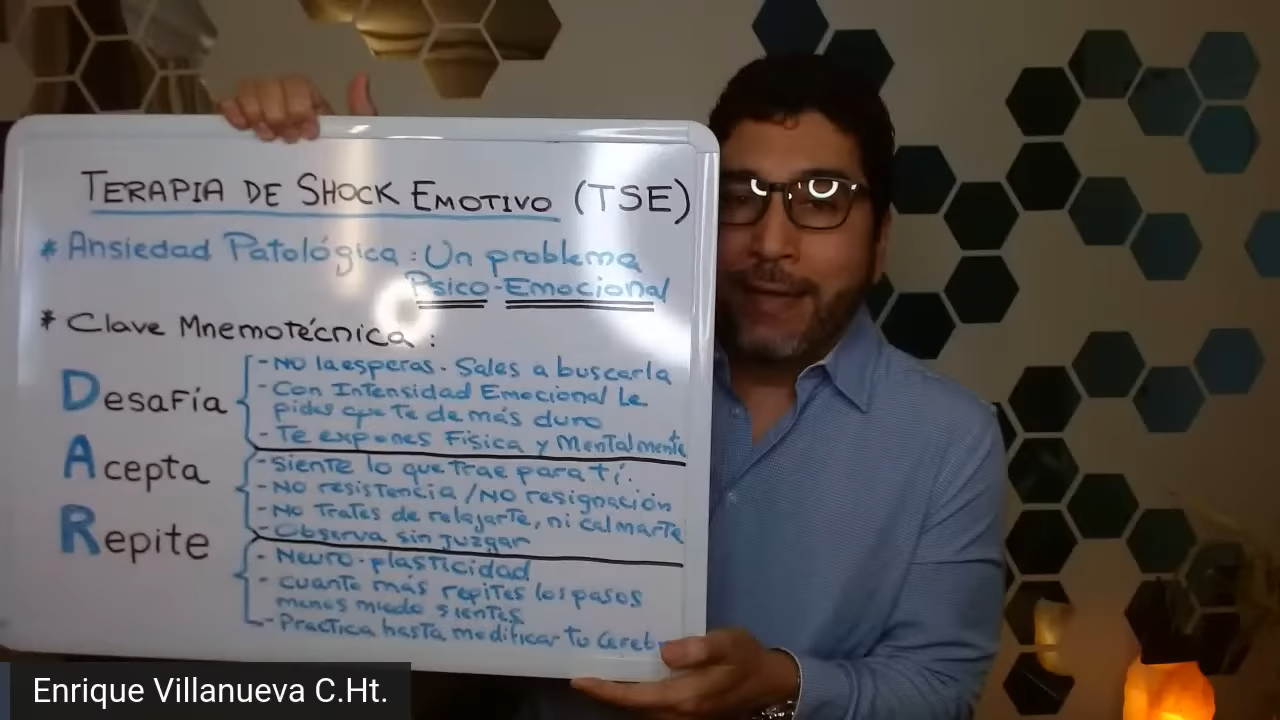 TERAPIA DE SHOCK EMOTIVO (TSE)
* Ansiedad Patológica: Un problema
Psico-Emocional
* Clave Mnemotécnica:
Desafía
- NO la esperas. Sales a buscarla
- Con Intensidad Emocional Le
pides que Te de más duro
- Te expones Física y Mentalmente
Acepta
- Siente lo que trae para tí.
- NO resistencia /NO resignación
- No Trates de relajarte, ni calmarte
- Observa sin juzgar
Repite
- Neuro-plasticidad
- cuanto más repites los pasos
menos miedo sientes
- Practica hasta modificar tu Cereb
Enrique Villanueva C.Ht.